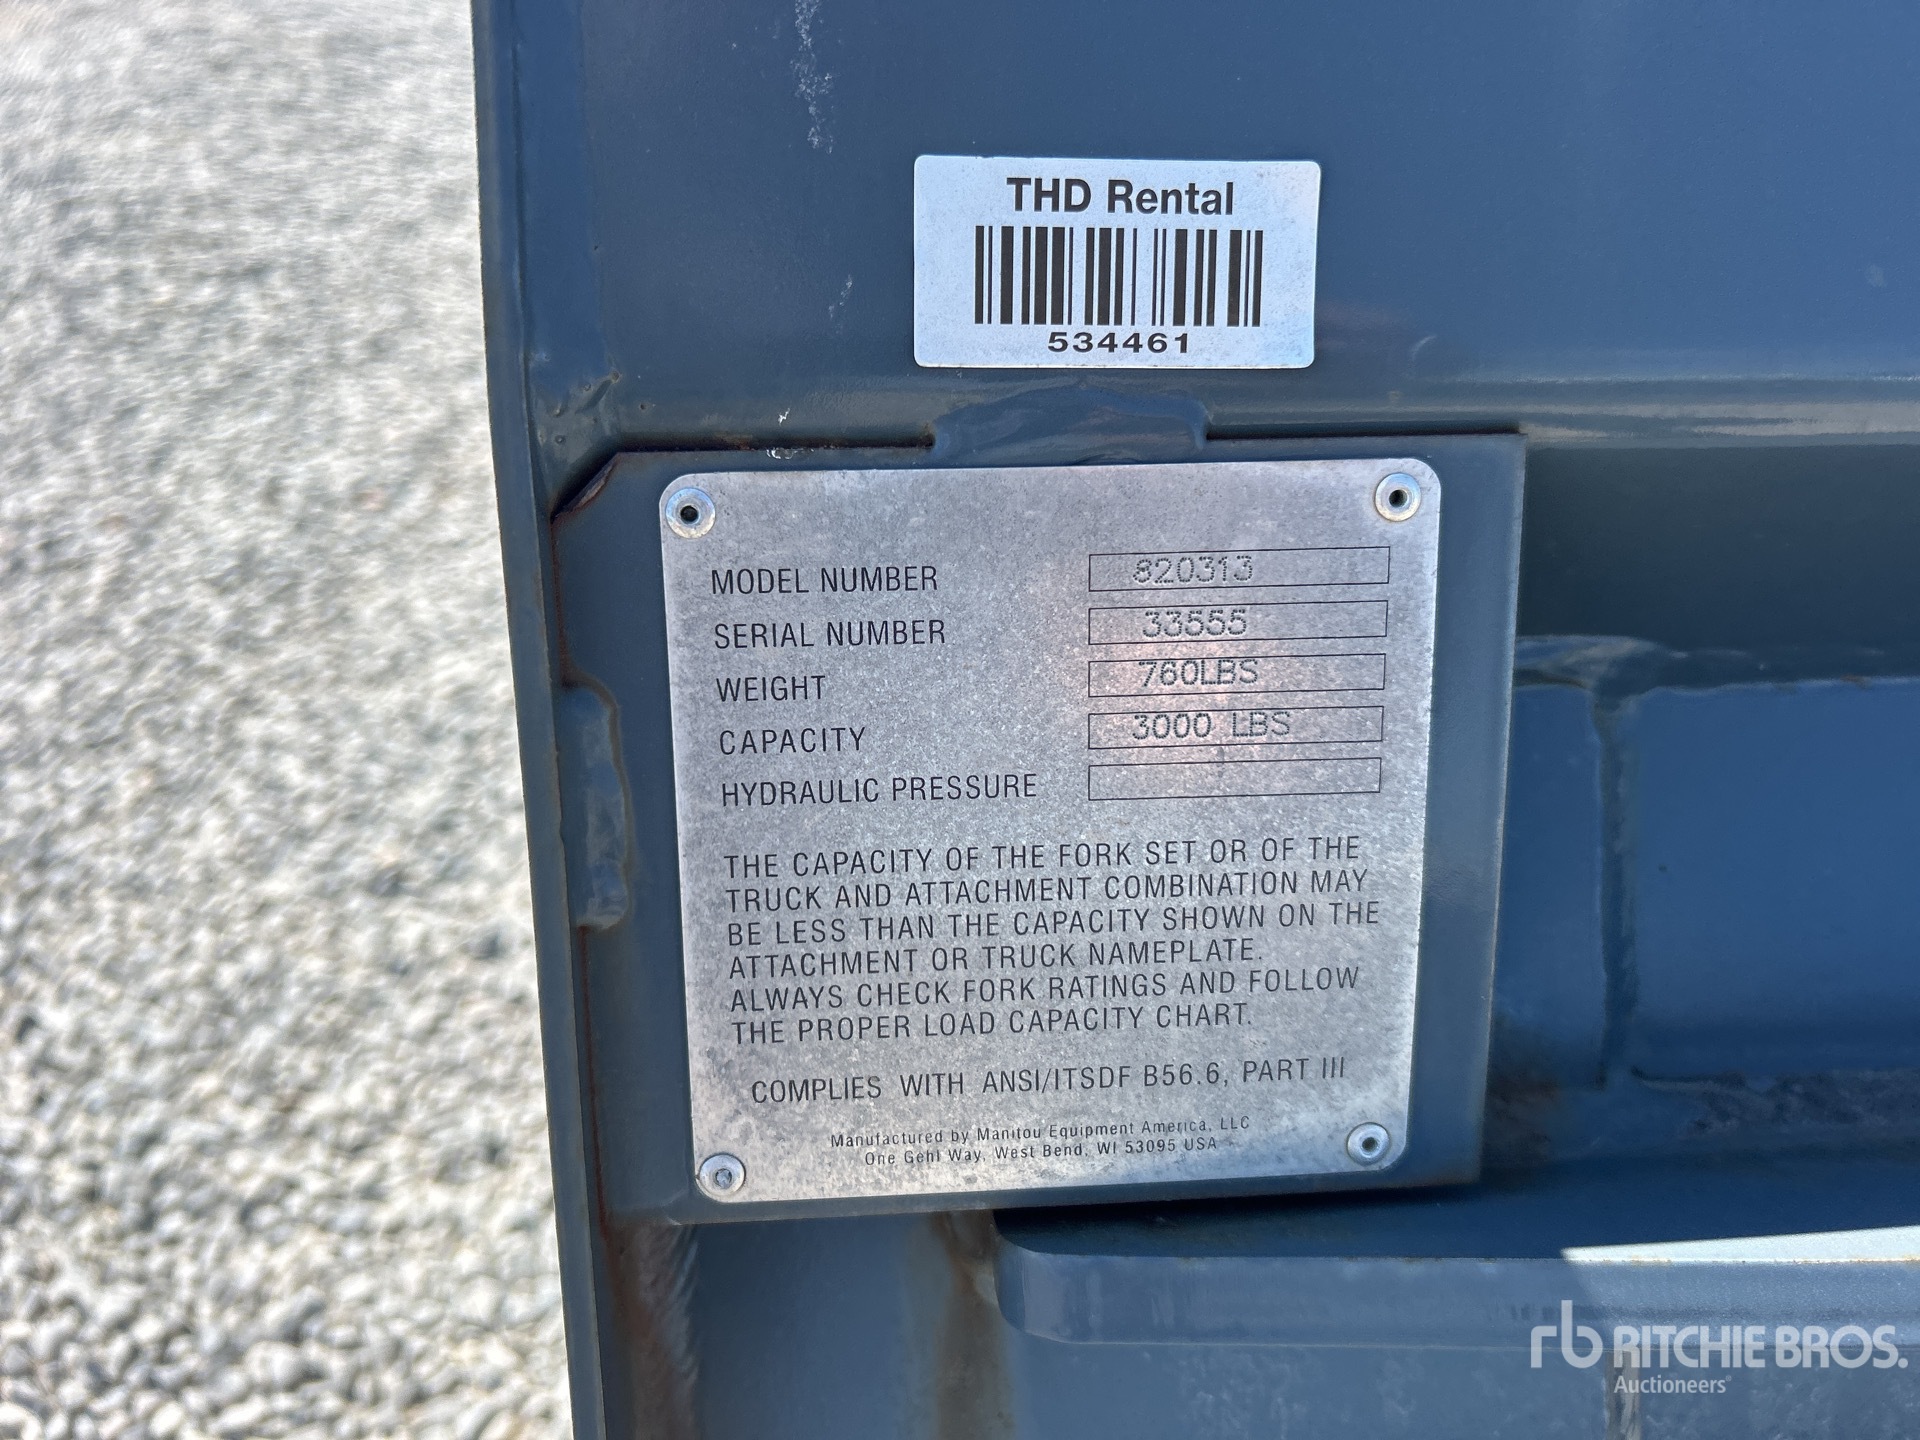 THD Rental
534461
MODEL NUMBER 820313
SERIAL NUMBER 33555
WEIGHT 760LBS
CAPACITY 3000 LBS
HYDRAULIC PRESSURE
THE CAPACITY OF THE FORK SET OR OF THE
TRUCK AND ATTACHMENT COMBINATION MAY
BE LESS THAN THE CAPACITY SHOWN ON THE
ATTACHMENT OR TRUCK NAMEPLATE.
ALWAYS CHECK FORK RATINGS AND FOLLOW
THE PROPER LOAD CAPACITY CHART.
COMPLIES WITH ANSI/ITSDF B56.6, PART III
Manufactured by Manitou Equipment America, LLC
One Gehl Way, West Bend, WI 53095 USA
rb RITCHIE BROS.
Auctioneers